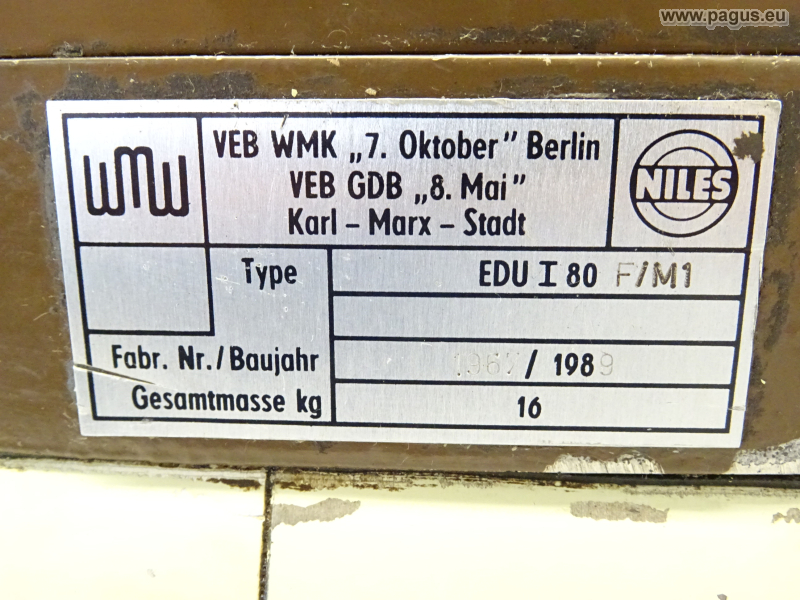 www.pagus.eu
WMW
VEB WMK „7. Oktober" Berlin
VEB GDB „8. Mai"
Karl – Marx – Stadt
NILES
Type EDU I 80 F/M1
Fabr. Nr./Baujahr / 1989
Gesamtmasse kg 16